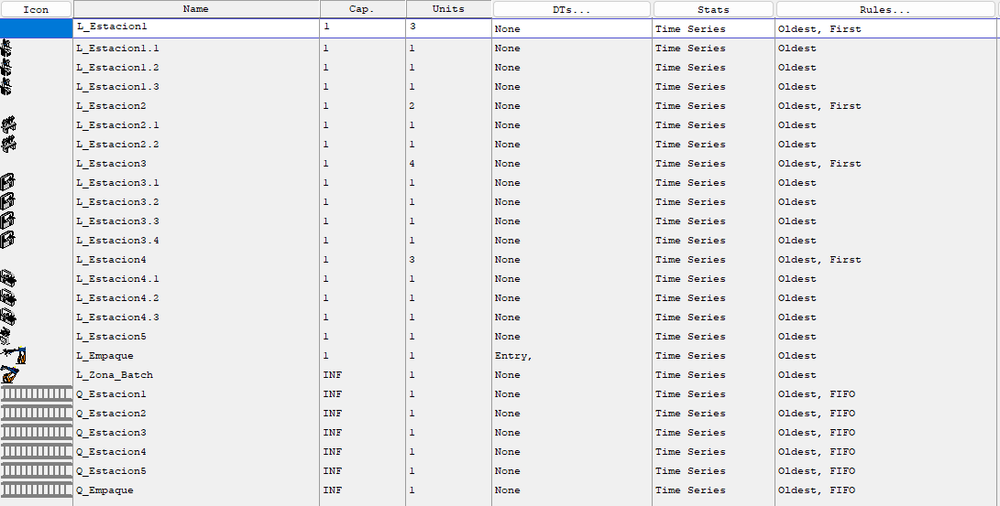 Icon Name Cap. Units DTs... Stats Rules...
L_Estacion1 1 3 None Time Series Oldest, First
L_Estacion1.1 1 1 None Time Series Oldest
L_Estacion1.2 1 1 None Time Series Oldest
L_Estacion1.3 1 1 None Time Series Oldest
L_Estacion2 1 2 None Time Series Oldest, First
L_Estacion2.1 1 1 None Time Series Oldest
L_Estacion2.2 1 1 None Time Series Oldest
L_Estacion3 1 4 None Time Series Oldest, First
L_Estacion3.1 1 1 None Time Series Oldest
L_Estacion3.2 1 1 None Time Series Oldest
L_Estacion3.3 1 1 None Time Series Oldest
L_Estacion3.4 1 1 None Time Series Oldest
L_Estacion4 1 3 None Time Series Oldest, First
L_Estacion4.1 1 1 None Time Series Oldest
L_Estacion4.2 1 1 None Time Series Oldest
L_Estacion4.3 1 1 None Time Series Oldest
L_Estacion5 1 1 None Time Series Oldest
L_Empaque 1 1 Entry, Time Series Oldest
L_Zona_Batch INF 1 None Time Series Oldest
Q_Estacion1 INF 1 None Time Series Oldest, FIFO
Q_Estacion2 INF 1 None Time Series Oldest, FIFO
Q_Estacion3 INF 1 None Time Series Oldest, FIFO
Q_Estacion4 INF 1 None Time Series Oldest, FIFO
Q_Estacion5 INF 1 None Time Series Oldest, FIFO
Q_Empaque INF 1 None Time Series Oldest, FIFO